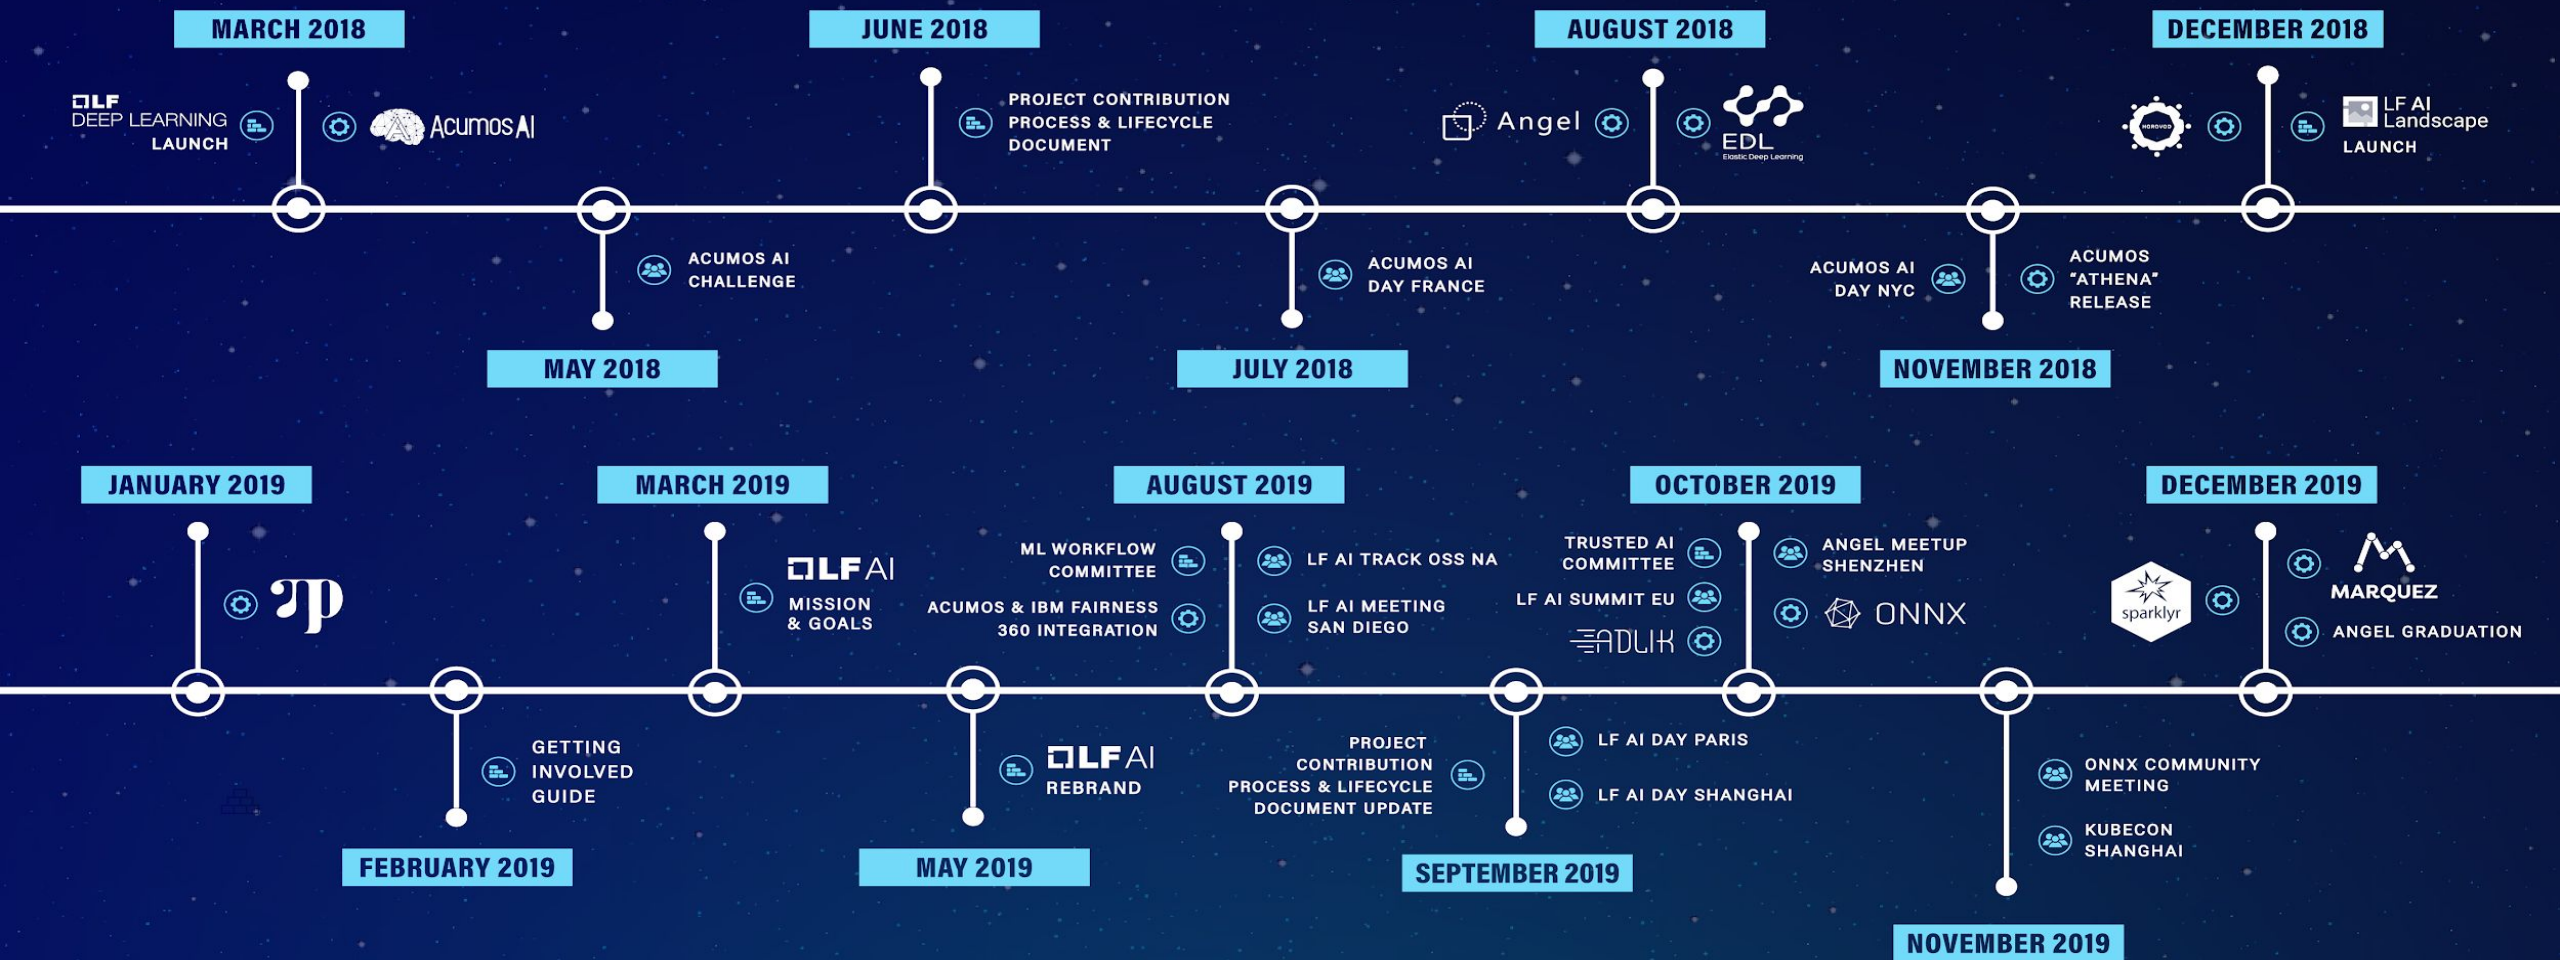 MARCH 2018
LF
DEEP LEARNING
LAUNCH
Acumos AI
MAY 2018
ACUMOS AI
CHALLENGE
JUNE 2018
PROJECT CONTRIBUTION
PROCESS & LIFECYCLE
DOCUMENT
JULY 2018
ACUMOS AI
DAY FRANCE
AUGUST 2018
Angel
EDL
Elastic Deep Learning
NOVEMBER 2018
ACUMOS AI
DAY NYC
ACUMOS
"ATHENA"
RELEASE
DECEMBER 2018
HOROVOD
LF AI
Landscape
LAUNCH
JANUARY 2019
FEBRUARY 2019
GETTING
INVOLVED
GUIDE
MARCH 2019
LF AI
MISSION
& GOALS
MAY 2019
LF AI
REBRAND
AUGUST 2019
ML WORKFLOW
COMMITTEE
ACUMOS & IBM FAIRNESS
360 INTEGRATION
LF AI TRACK OSS NA
LF AI MEETING
SAN DIEGO
SEPTEMBER 2019
PROJECT
CONTRIBUTION
PROCESS & LIFECYCLE
DOCUMENT UPDATE
LF AI DAY PARIS
LF AI DAY SHANGHAI
OCTOBER 2019
TRUSTED AI
COMMITTEE
LF AI SUMMIT EU
ADLIK
ANGEL MEETUP
SHENZHEN
ONNX
NOVEMBER 2019
ONNX COMMUNITY
MEETING
KUBECON
SHANGHAI
DECEMBER 2019
sparklyr
MARQUEZ
ANGEL GRADUATION